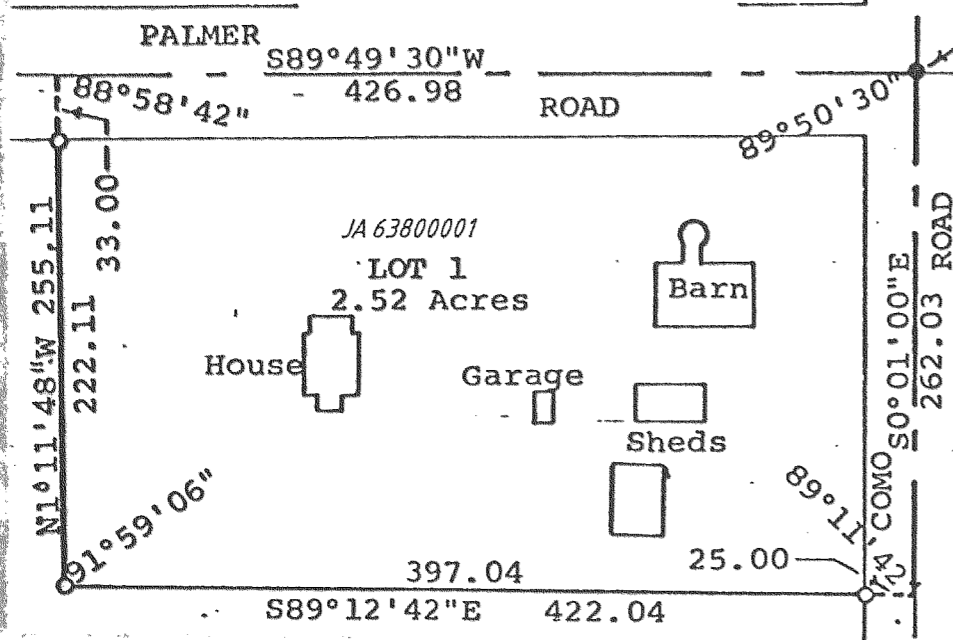 PALMER
S89°49'30"W
88°58'42"
426.98
ROAD
89°50'30"
33.00
JA 63800001
LOT 1
2.52 Acres
Barn
N1°11'48"W 255.11
222.11
House
Garage
Sheds
S0°01'00"E
262.03
ROAD
COMO
91°59'06"
89°11'42"
25.00
397.04
S89°12'42"E 422.04